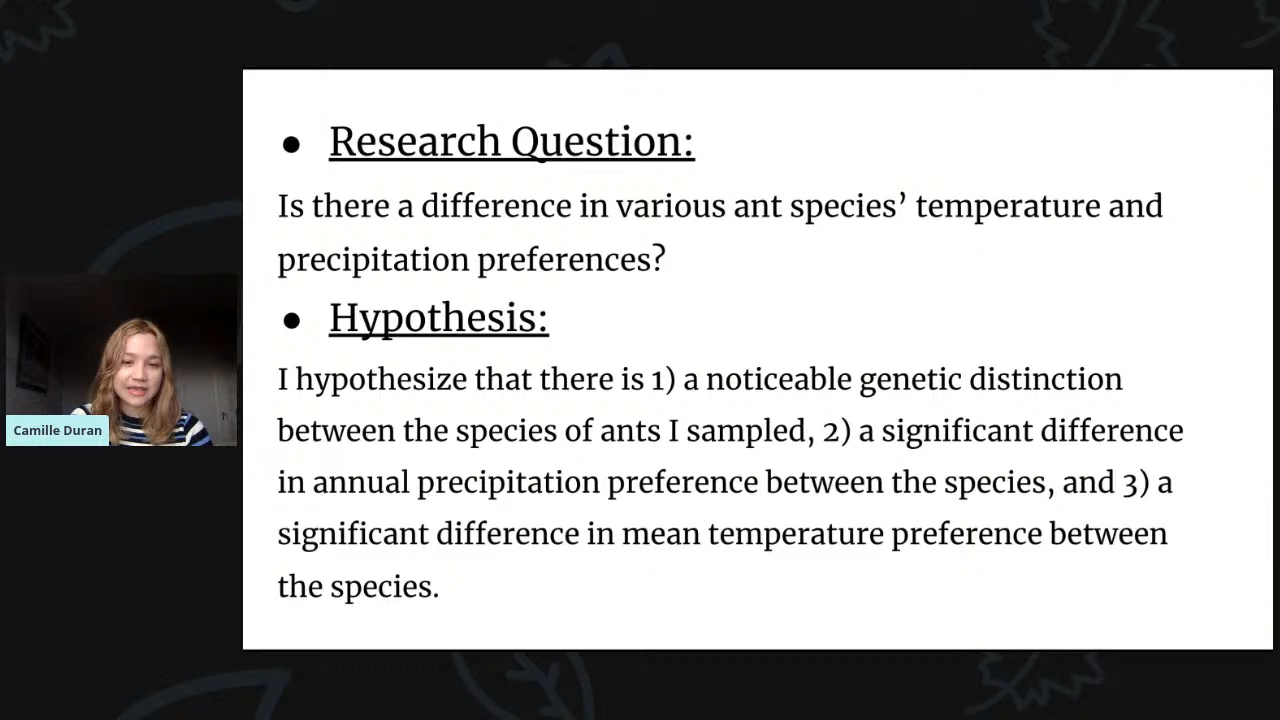 ● Research Question:
Is there a difference in various ant species’ temperature and
precipitation preferences?
● Hypothesis:
I hypothesize that there is 1) a noticeable genetic distinction
between the species of ants I sampled, 2) a significant difference
in annual precipitation preference between the species, and 3) a
significant difference in mean temperature preference between
the species.
Camille Duran